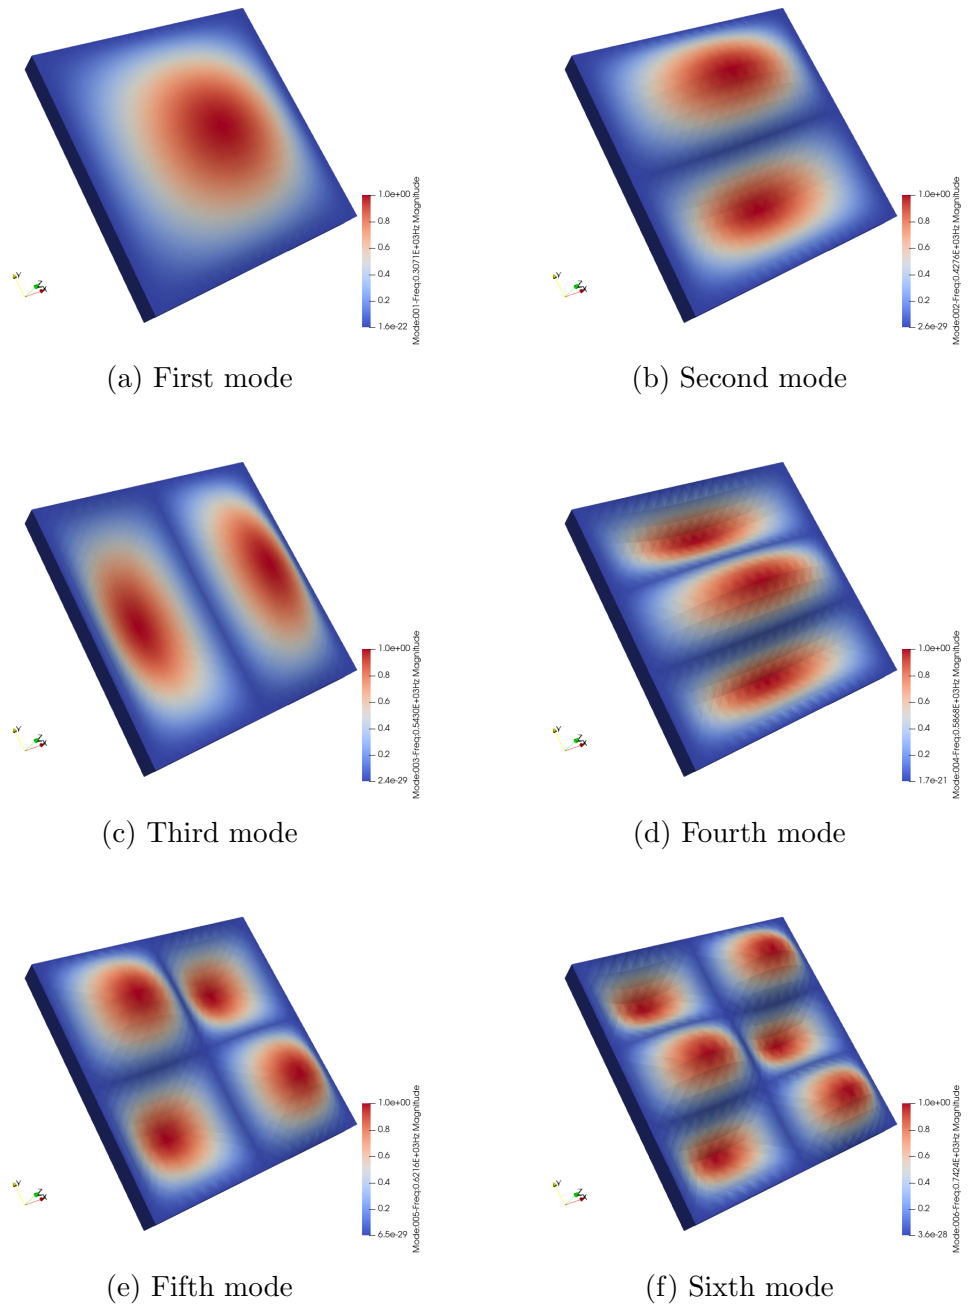 1.0e+00
0.8
0.6
0.4
0.2
1.6e-22
Mode:001-Freq:0.3071E+03Hz Magnitude
Y
Z
X
(a) First mode
1.0e+00
0.8
0.6
0.4
0.2
2.6e-29
Mode:002-Freq:0.4276E+03Hz Magnitude
Y
Z
X
(b) Second mode
1.0e+00
0.8
0.6
0.4
0.2
2.4e-29
Mode:003-Freq:0.5430E+03Hz Magnitude
Y
Z
X
(c) Third mode
1.0e+00
0.8
0.6
0.4
0.2
1.7e-21
Mode:004-Freq:0.5868E+03Hz Magnitude
Y
Z
X
(d) Fourth mode
1.0e+00
0.8
0.6
0.4
0.2
6.5e-29
Mode:005-Freq:0.6216E+03Hz Magnitude
Y
Z
X
(e) Fifth mode
1.0e+00
0.8
0.6
0.4
0.2
3.6e-28
Mode:006-Freq:0.7424E+03Hz Magnitude
Y
Z
X
(f) Sixth mode